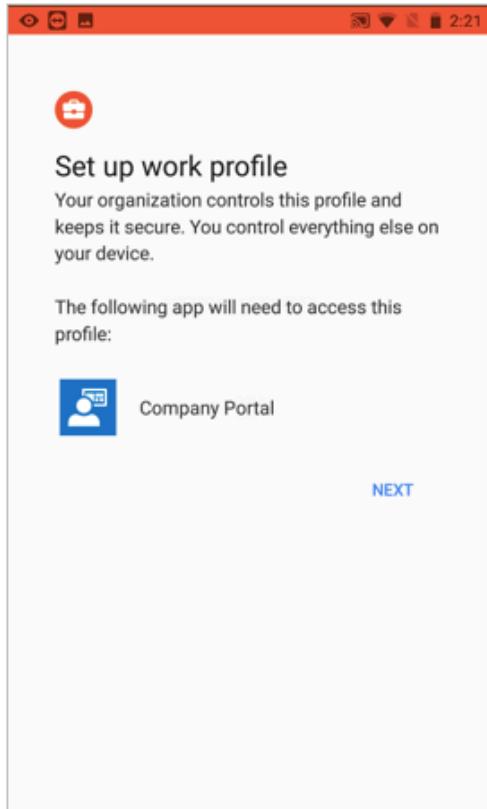 2:21
Set up work profile
Your organization controls this profile and
keeps it secure. You control everything else on
your device.
The following app will need to access this
profile:
Company Portal
NEXT